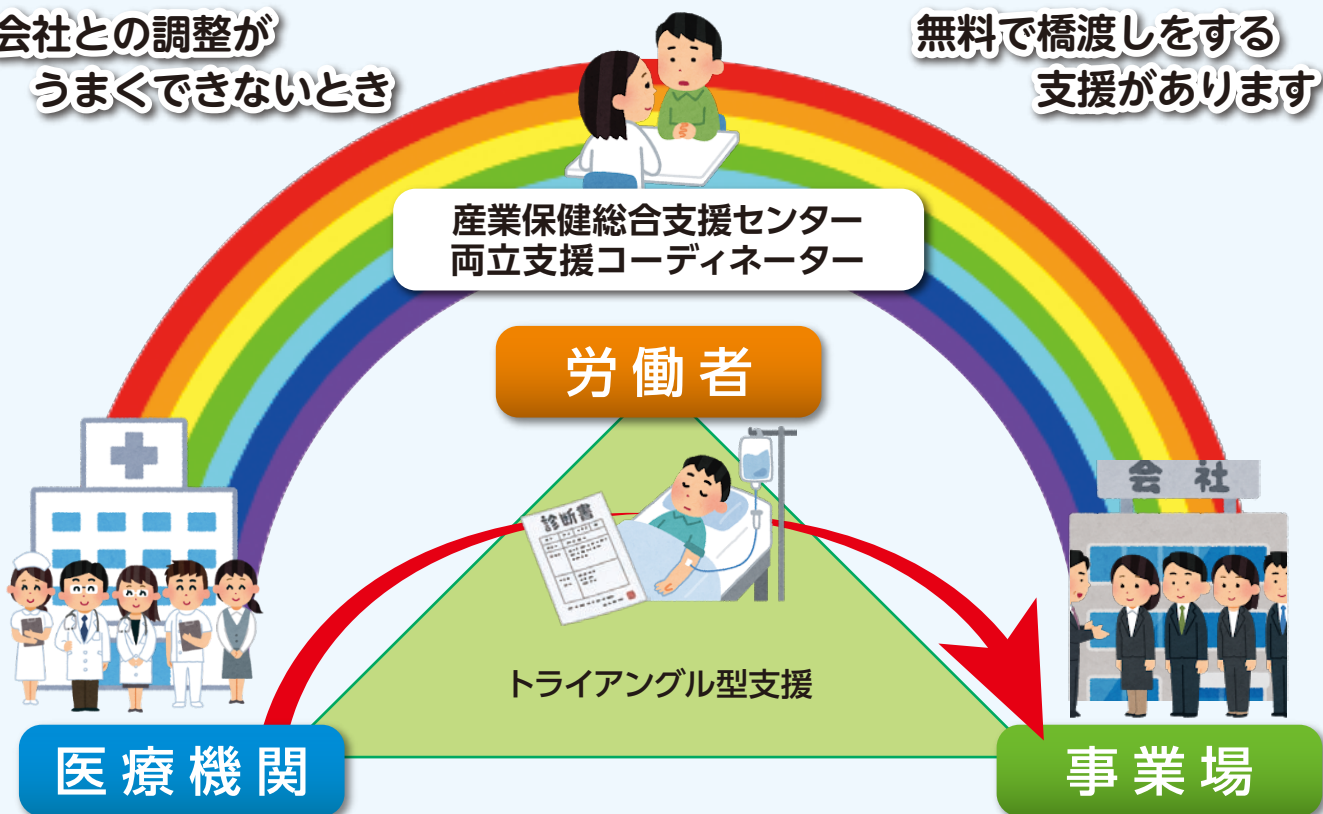 会社との調整が
うまくできないとき
無料で橋渡しをする
支援があります
産業保健総合支援センター
両立支援コーディネーター
労働者
会社
診断書
トライアングル型支援
医療機関
事業場